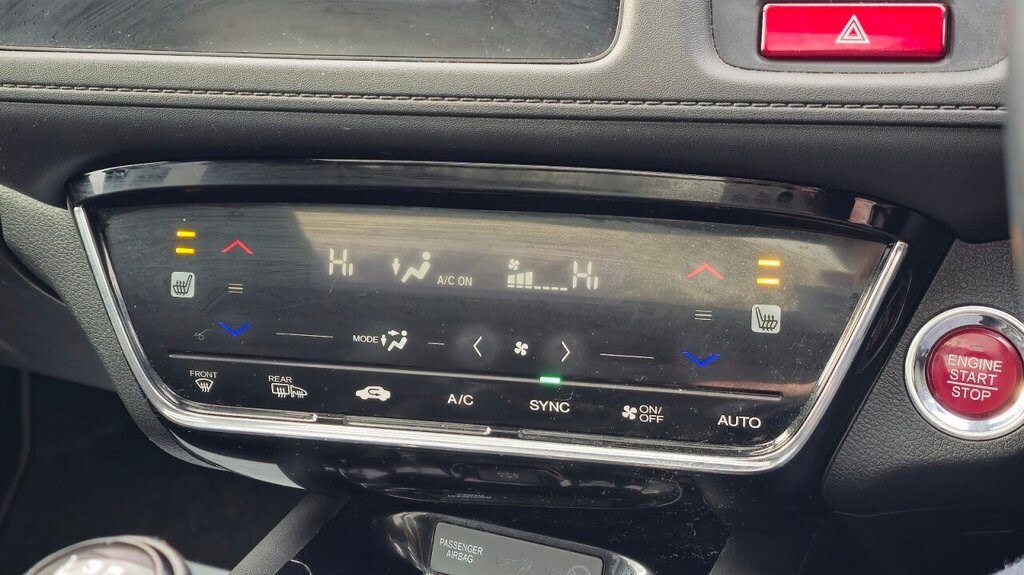 Hi
A/C ON
Hi
MODE
FRONT
REAR
A/C
SYNC
ON/
OFF
AUTO
ENGINE
START
STOP
PASSENGER
AIRBAG